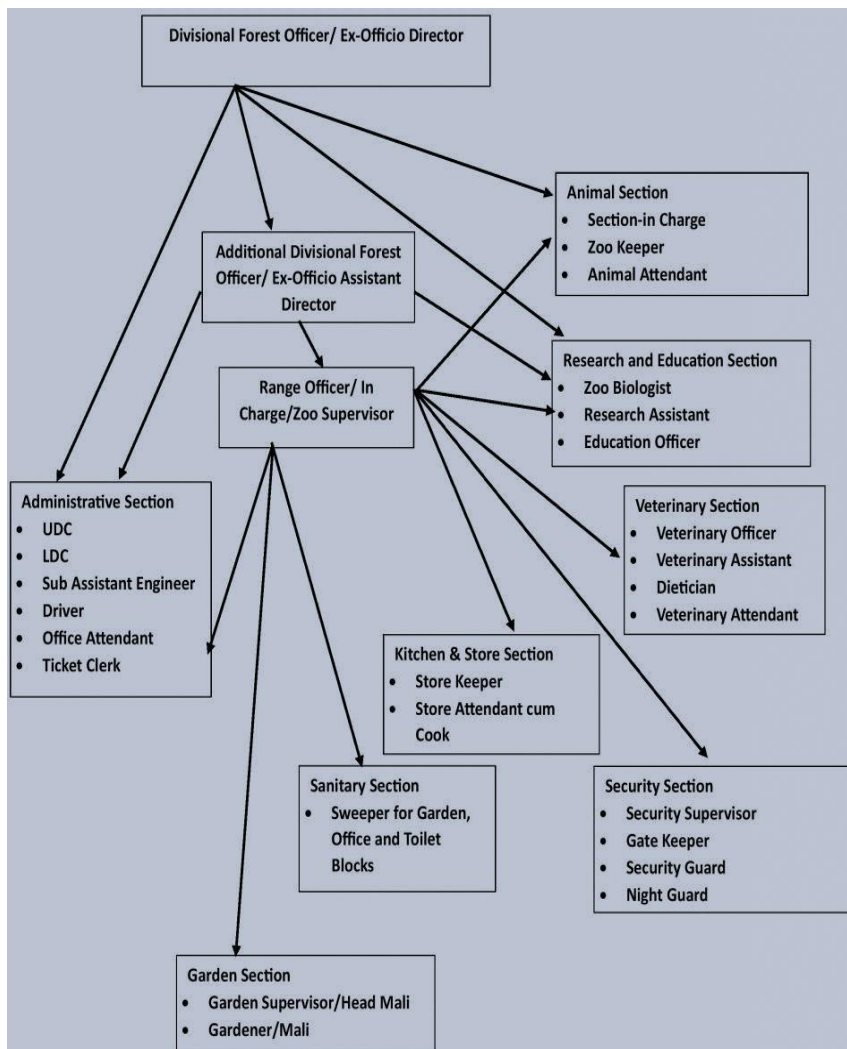 Divisional Forest Officer/ Ex-Officio Director
Animal Section
• Section-in Charge
• Zoo Keeper
• Animal Attendant
Additional Divisional Forest
Officer/ Ex-Officio Assistant
Director
Research and Education Section
• Zoo Biologist
• Research Assistant
• Education Officer
Range Officer/ In
Charge/Zoo Supervisor
Administrative Section
• UDC
• LDC
• Sub Assistant Engineer
• Driver
• Office Attendant
• Ticket Clerk
Veterinary Section
• Veterinary Officer
• Veterinary Assistant
• Dietician
• Veterinary Attendant
Kitchen & Store Section
• Store Keeper
• Store Attendant cum
Cook
Sanitary Section
• Sweeper for Garden,
Office and Toilet
Blocks
Security Section
• Security Supervisor
• Gate Keeper
• Security Guard
• Night Guard
Garden Section
• Garden Supervisor/Head Mali
• Gardener/Mali